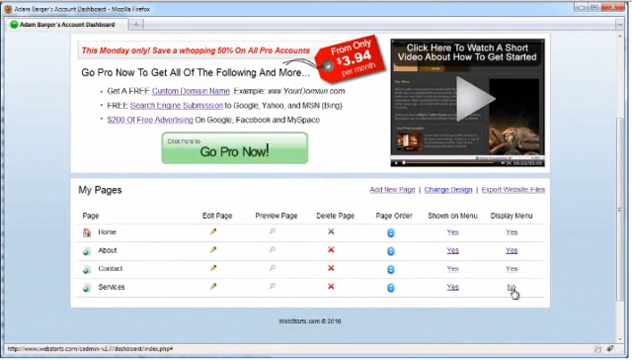 Adam Barger's Account Dashboard - Mozilla Firefox
Adam Barger's Account Dashboard
This Monday only! Save a whopping 50% On All Pro Accounts
From Only
$3.94
per month
Go Pro Now To Get All Of The Following And More...
Get A FREE Custom Domain Name Example: www.YourDomain.com
FREE Search Engine Submission to Google, Yahoo, and MSN (Bing)
$200 Of Free Advertising On Google, Facebook and MySpace
Click here to
Go Pro Now!
Click Here To Watch A Short
Video About How To Get Started
My Pages
Add New Page | Change Design | Export Website Files
Page Edit Page Preview Page Delete Page Page Order Shown on Menu Display Menu
Home Yes Yes
About Yes Yes
Contact Yes Yes
Services Yes No
WebStarts.com © 2010
http://www.webstarts.com/cadmin-v2.7/dashboard/index.php#